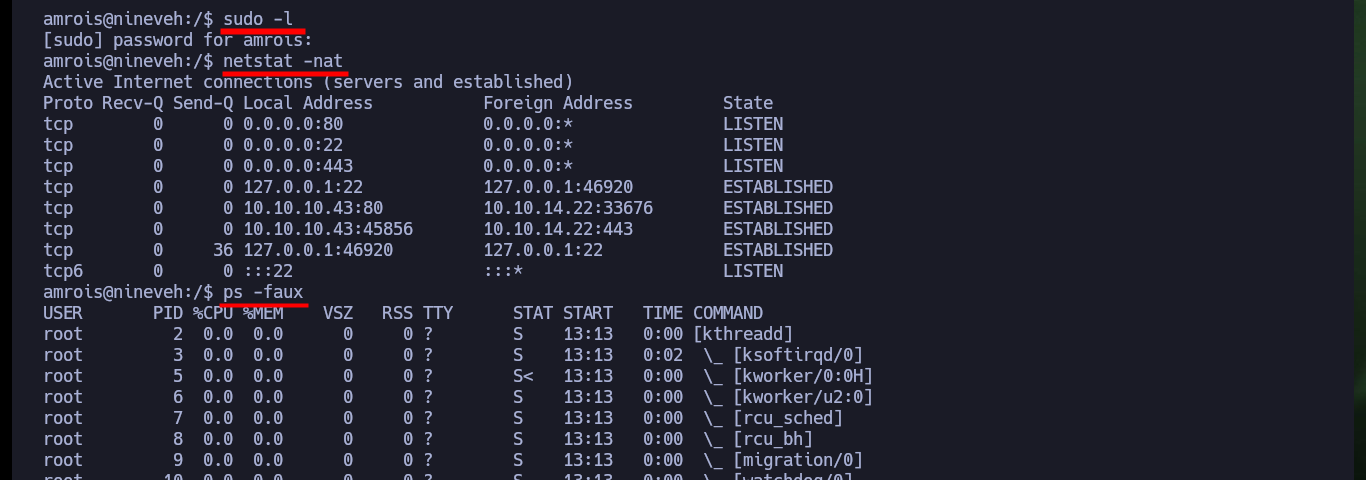 amrois@nineveh:/$ sudo -l
[sudo] password for amrois:
amrois@nineveh:/$ netstat -nat
Active Internet connections (servers and established)
Proto Recv-Q Send-Q Local Address           Foreign Address         State
tcp        0      0 0.0.0.0:80              0.0.0.0:*               LISTEN
tcp        0      0 0.0.0.0:22              0.0.0.0:*               LISTEN
tcp        0      0 0.0.0.0:443             0.0.0.0:*               LISTEN
tcp        0      0 127.0.0.1:22            127.0.0.1:46920         ESTABLISHED
tcp        0      0 10.10.10.43:80          10.10.14.22:33676       ESTABLISHED
tcp        0      0 10.10.10.43:45856       10.10.14.22:443         ESTABLISHED
tcp        0     36 127.0.0.1:46920         127.0.0.1:22            ESTABLISHED
tcp6       0      0 :::22                   :::*                    LISTEN
amrois@nineveh:/$ ps -faux
USER       PID %CPU %MEM    VSZ   RSS TTY      STAT START   TIME COMMAND
root         2  0.0  0.0      0     0 ?        S    13:13   0:00 [kthreadd]
root         3  0.0  0.0      0     0 ?        S    13:13   0:02  \_ [ksoftirqd/0]
root         5  0.0  0.0      0     0 ?        S<   13:13   0:00  \_ [kworker/0:0H]
root         6  0.0  0.0      0     0 ?        S    13:13   0:00  \_ [kworker/u2:0]
root         7  0.0  0.0      0     0 ?        S    13:13   0:00  \_ [rcu_sched]
root         8  0.0  0.0      0     0 ?        S    13:13   0:00  \_ [rcu_bh]
root         9  0.0  0.0      0     0 ?        S    13:13   0:00  \_ [migration/0]
root        10  0.0  0.0      0     0 ?        S    13:13   0:00  \_ [watchdog/0]